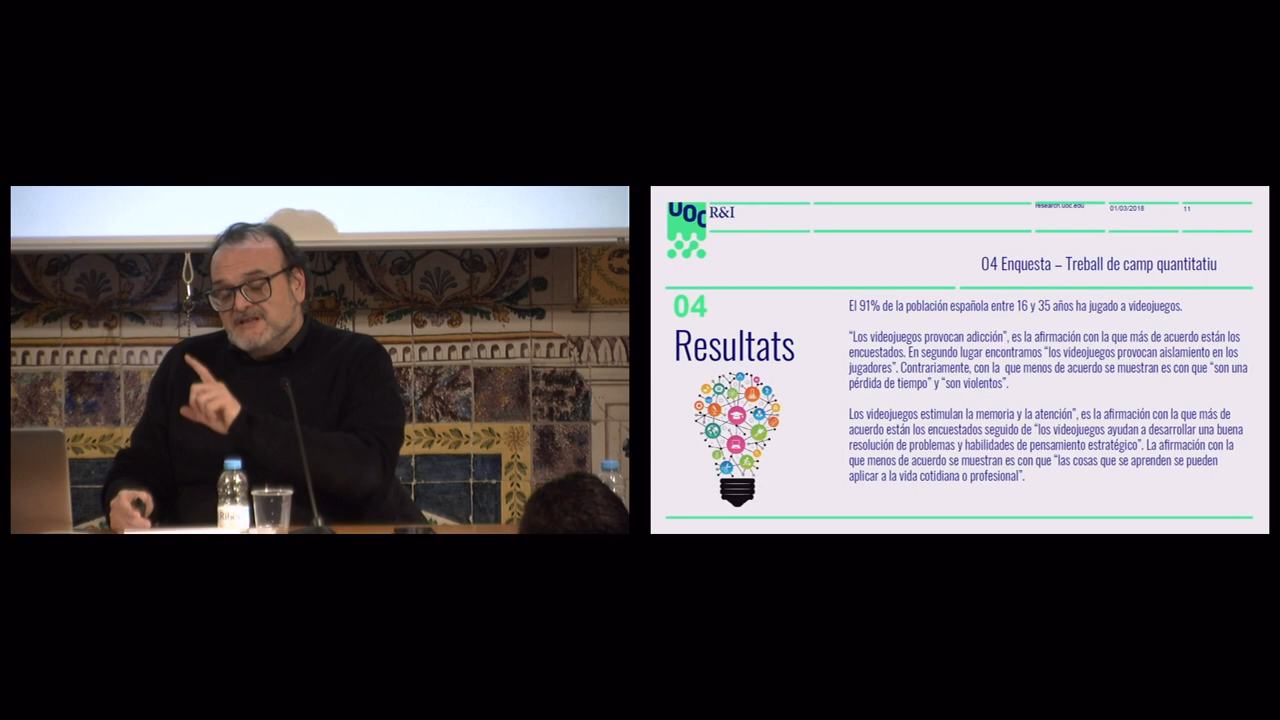 UOC
R&I
research.uoc.edu
01/03/2018
11
04 Enquesta – Treball de camp quantitatiu
04
Resultats
El 91% de la población española entre 16 y 35 años ha jugado a videojuegos.
“Los videojuegos provocan adicción”, es la afirmación con la que más de acuerdo están los
encuestados. En segundo lugar encontramos “los videojuegos provocan aislamiento en los
jugadores”. Contrariamente, con la que menos de acuerdo se muestran es con que “son una
pérdida de tiempo” y “son violentos”.
Los videojuegos estimulan la memoria y la atención”, es la afirmación con la que más de
acuerdo están los encuestados seguido de “los videojuegos ayudan a desarrollar una buena
resolución de problemas y habilidades de pensamiento estratégico”. La afirmación con la
que menos de acuerdo se muestran es con que “las cosas que se aprenden se pueden
aplicar a la vida cotidiana o profesional”.